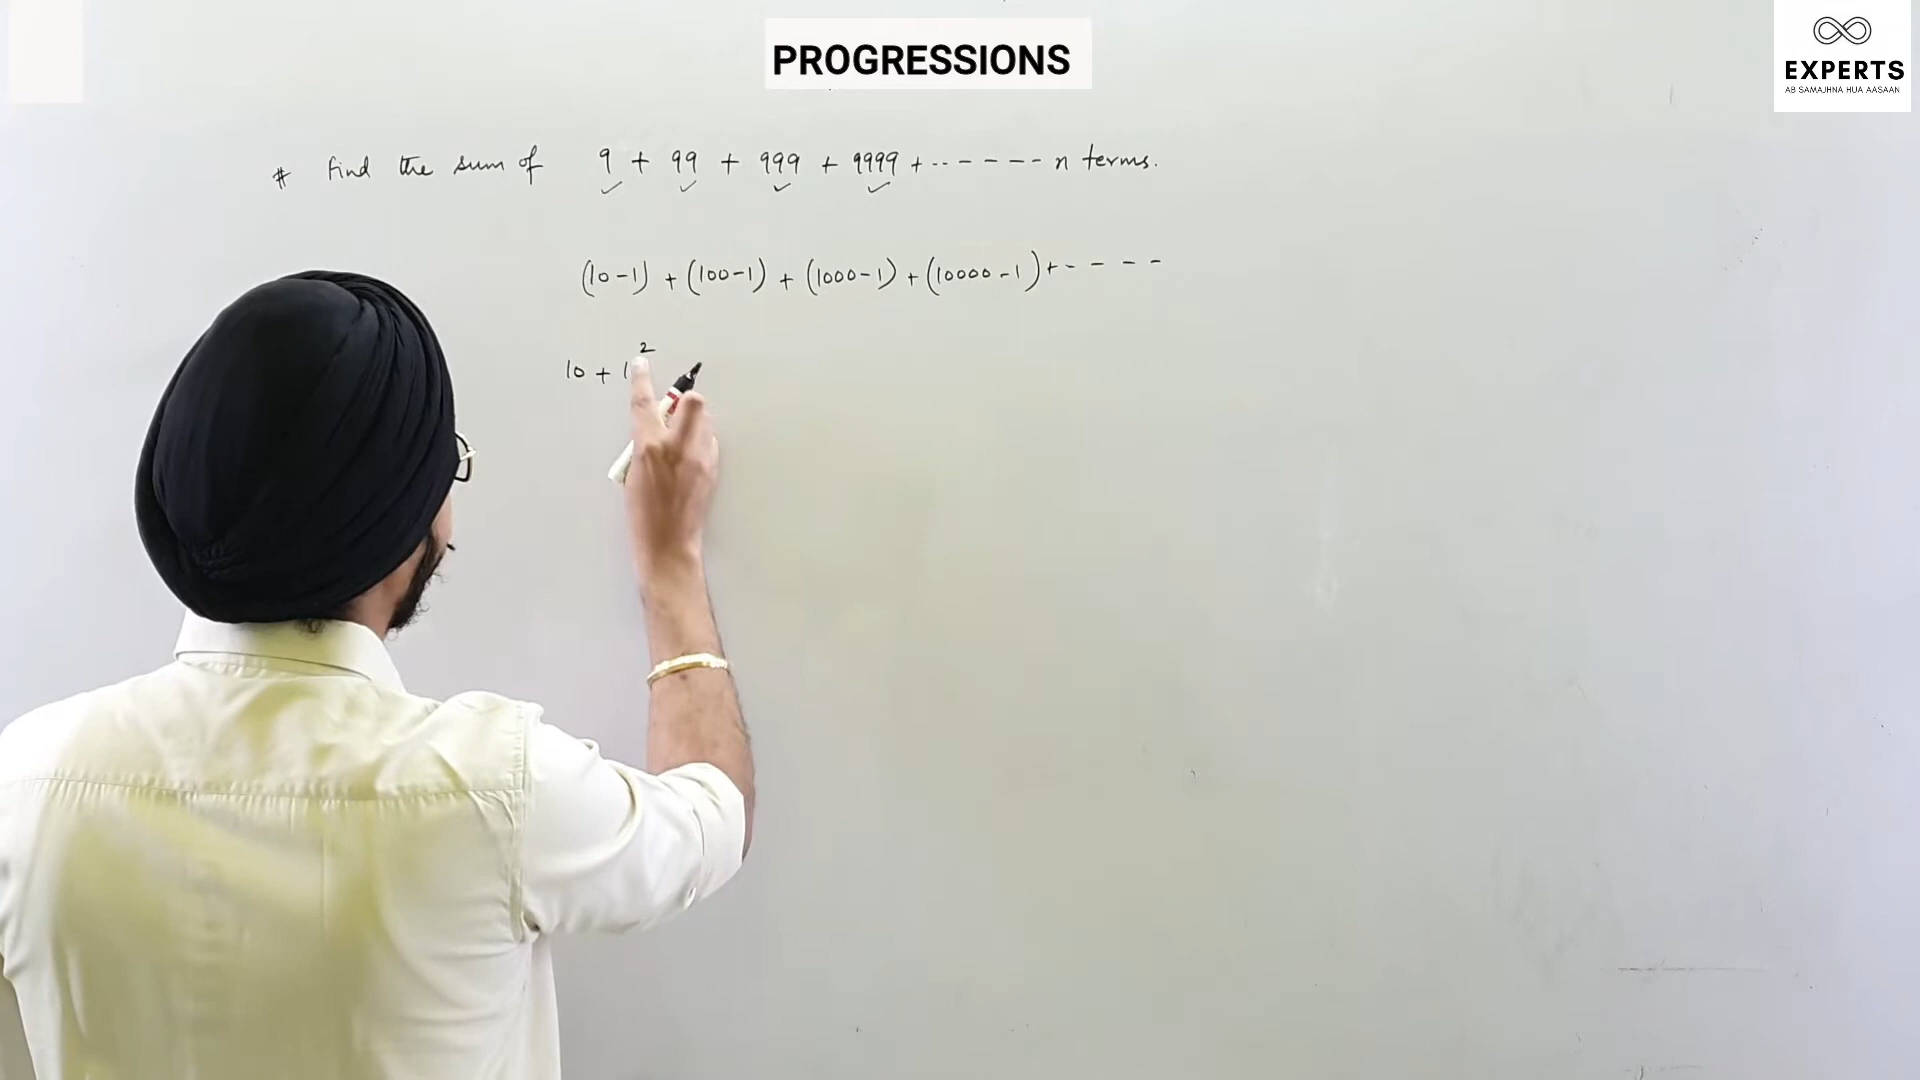 PROGRESSIONS
EXPERTS
AB SAMAJHNA HUA AASAAN
# find the sum of 9 + 99 + 999 + 9999 + ------- n terms.
(10-1) + (100-1) + (1000-1) + (10000-1) + - - - -
10 + 1 ²